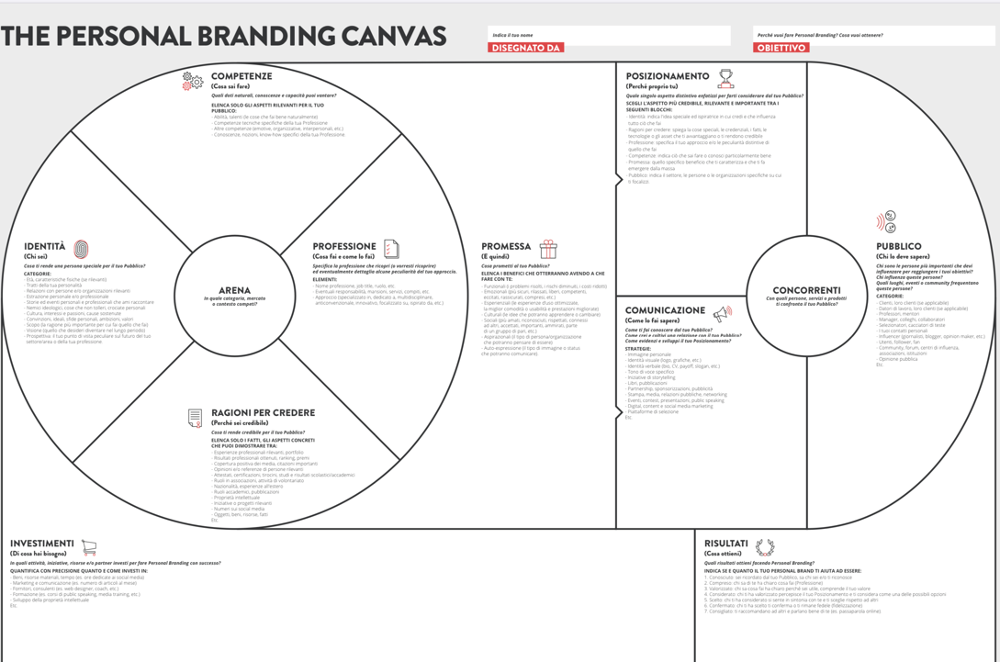 THE PERSONAL BRANDING CANVAS
Indica il tuo nome
DISEGNATO DA
Perché vuoi fare Personal Branding? Cosa vuoi ottenere?
OBIETTIVO
COMPETENZE
(Cosa sai fare)
Quali doti naturali, conoscenze e capacità puoi vantare?
ELENCA SOLO GLI ASPETTI RILEVANTI PER IL TUO
PUBBLICO:
- Abilità, talenti (le cose che fai bene naturalmente)
- Competenze tecniche specifiche della tua Professione
- Altre competenze (emotive, organizzative, interpersonali, etc.)
- Conoscenze, nozioni, know-how specifici della tua Professione
IDENTITÀ
(Chi sei)
Cosa ti rende una persona speciale per il tuo Pubblico?
CATEGORIE:
- Età, caratteristiche fisiche (se rilevanti)
- Tratti della tua personalità
- Relazioni con persone e/o organizzazioni rilevanti
- Estrazione personale e/o professionale
- Storie ed eventi personali e professionali che ami raccontare
- Nemici ideologici, cose che non tolleri, crociate personali
- Cultura, interessi e passioni, cause sostenute
- Convinzioni, ideali, sfide personali, ambizioni, valori
- Scopo (la ragione più importante per cui fai quello che fai)
- Visione (quello che desideri diventare nel lungo periodo)
- Prospettiva: il tuo punto di vista peculiare sul futuro del tuo
settore/area o della tua professione
ARENA
In quale categoria, mercato
o contesto competi?
PROFESSIONE
(Cosa fai e come lo fai)
Specifica la professione che ricopri (o vorresti ricoprire)
ed eventualmente dettaglia alcune peculiarità del tuo approccio.
ELEMENTI:
- Nome professione, job title, ruolo, etc.
- Eventuali responsabilità, mansioni, servizi, compiti, etc.
- Approccio (specializzato in, dedicato a, multidisciplinare,
anticonvenzionale, innovativo, focalizzato su, ispirato da, etc.)
RAGIONI PER CREDERE
(Perché sei credibile)
Cosa ti rende credibile per il tuo Pubblico?
ELENCA SOLO I FATTI, GLI ASPETTI CONCRETI
CHE PUOI DIMOSTRARE TRA:
- Esperienze professionali rilevanti, portfolio
- Risultati professionali ottenuti, ranking, premi
- Copertura positiva dei media, citazioni importanti
- Opinioni e/o referenze di persone rilevanti
- Attestati, certificazioni, tirocini, studi e risultati scolastici/accademici
- Ruoli in associazioni, attività di volontariato
- Nazionalità, esperienze all'estero
- Ruoli accademici, pubblicazioni
- Proprietà intellettuale
- Iniziative o progetti rilevanti
- Numeri sui social media
- Oggetti, beni, risorse, fatti
Etc.
PROMESSA
(E quindi)
Cosa prometti al tuo Pubblico?
ELENCA I BENEFICI CHE OTTERRANNO AVENDO A CHE
FARE CON TE:
- Funzionali (i problemi risolti, i rischi diminuiti, i costi ridotti)
- Emozionali (più sicuri, rilassati, liberi, competenti,
eccitati, rassicurati, compresi, etc.)
- Esperienziali (le esperienze d'uso ottimizzate,
la miglior comodità o usabilità e prestazioni migliorate)
- Culturali (le idee che potranno apprendere o cambiare)
- Sociali (più amati, riconosciuti, rispettati, connessi
ad altri, accettati, importanti, ammirati, parte
di un gruppo di pari, etc.)
- Aspirazionali (il tipo di persona/organizzazione
che potranno pensare di essere)
- Auto-espressione (il tipo di immagine o status
che potranno comunicare)
POSIZIONAMENTO
(Perché proprio tu)
Quale singolo aspetto distintivo enfatizzi per farti considerare dal tuo Pubblico?
SCEGLI L'ASPETTO PIÙ CREDIBILE, RILEVANTE E IMPORTANTE TRA I
SEGUENTI BLOCCHI:
- Identità: indica l'idea speciale ed ispiratrice in cui credi e che influenza
tutto ciò che fai
- Ragioni per credere: spiega la cosa speciale, le credenziali, i fatti, le
tecnologie o gli asset che ti avvantaggiano o ti rendono credibile
- Professione: specifica il tuo approccio e/o le peculiarità distintive di
quello che fai
- Competenze: indica ciò che sai fare o conosci particolarmente bene
- Promessa: quello specifico beneficio che ti caratterizza e che ti fa
emergere dalla massa
- Pubblico: indica il settore, le persone o le organizzazioni specifiche su cui
ti focalizzi
COMUNICAZIONE
(Come lo fai sapere)
Come ti fai conoscere dal tuo Pubblico?
Come crei e coltivi una relazione con il tuo Pubblico?
Come evidenzi e sviluppi il tuo Posizionamento?
STRATEGIE:
- Immagine personale
- Identità visuale (logo, grafiche, etc.)
- Identità verbale (bio, CV, payoff, slogan, etc.)
- Tono di voce specifico
- Iniziative di storytelling
- Libri, pubblicazioni
- Partnership, sponsorizzazioni, pubblicità
- Stampa, media, relazioni pubbliche, networking
- Eventi, contest, presentazioni, public speaking
- Digital, content e social media marketing
- Piattaforme di selezione
Etc.
CONCORRENTI
Con quali persone, servizi o prodotti
ti confronta il tuo Pubblico?
PUBBLICO
(Chi lo deve sapere)
Chi sono le persone più importanti che devi
influenzare per raggiungere i tuoi obiettivi?
Chi influenza queste persone?
Quali luoghi, eventi o community frequentano
queste persone?
CATEGORIE:
- Clienti, loro clienti (se applicabile)
- Datori di lavoro, loro clienti (se applicabile)
- Professori, mentori
- Manager, colleghi, collaboratori
- Selezionatori, cacciatori di teste
- I tuoi contatti personali
- Influencer (giornalisti, blogger, opinion maker, etc.)
- Utenti, follower, fan
- Community, forum, centri di influenza,
associazioni, istituzioni
- Opinione pubblica
Etc.
INVESTIMENTI
(Di cosa hai bisogno)
In quali attività, iniziative, risorse e/o partner investi per fare Personal Branding con successo?
QUANTIFICA CON PRECISIONE QUANTO E COME INVESTI IN:
- Beni, risorse materiali, tempo (es. ore dedicate ai social media)
- Marketing e comunicazione (es. numero di articoli al mese)
- Fornitori, consulenti (es. web designer, coach, etc.)
- Formazione (es. corsi di public speaking, media training, etc.)
- Sviluppo della proprietà intellettuale
Etc
RISULTATI
(Cosa ottieni)
Quali risultati ottieni facendo Personal Branding?
INDICA SE E QUANTO IL TUO PERSONAL BRAND TI AIUTA AD ESSERE:
1. Conosciuto: sei ricordato dal tuo Pubblico, sa chi sei e/o ti riconosce
2. Compreso: chi sa di te ha chiaro cosa fai (Professione)
3. Valorizzato: chi sa cosa fai ha chiaro perché sei utile, comprende il tuo valore
4. Considerato: chi ti ha valorizzato percepisce il tuo Posizionamento e ti considera come una delle possibili opzioni
5. Scelto: chi ti ha considerato si sente in sintonia con te e ti sceglie rispetto ad altri
6. Confermato: chi ti ha scelto ti conferma o ti rimane fedele (fidelizzazione)
7. Consigliato: ti raccomandano ad altri e parlano bene di te (es. passaparola online)